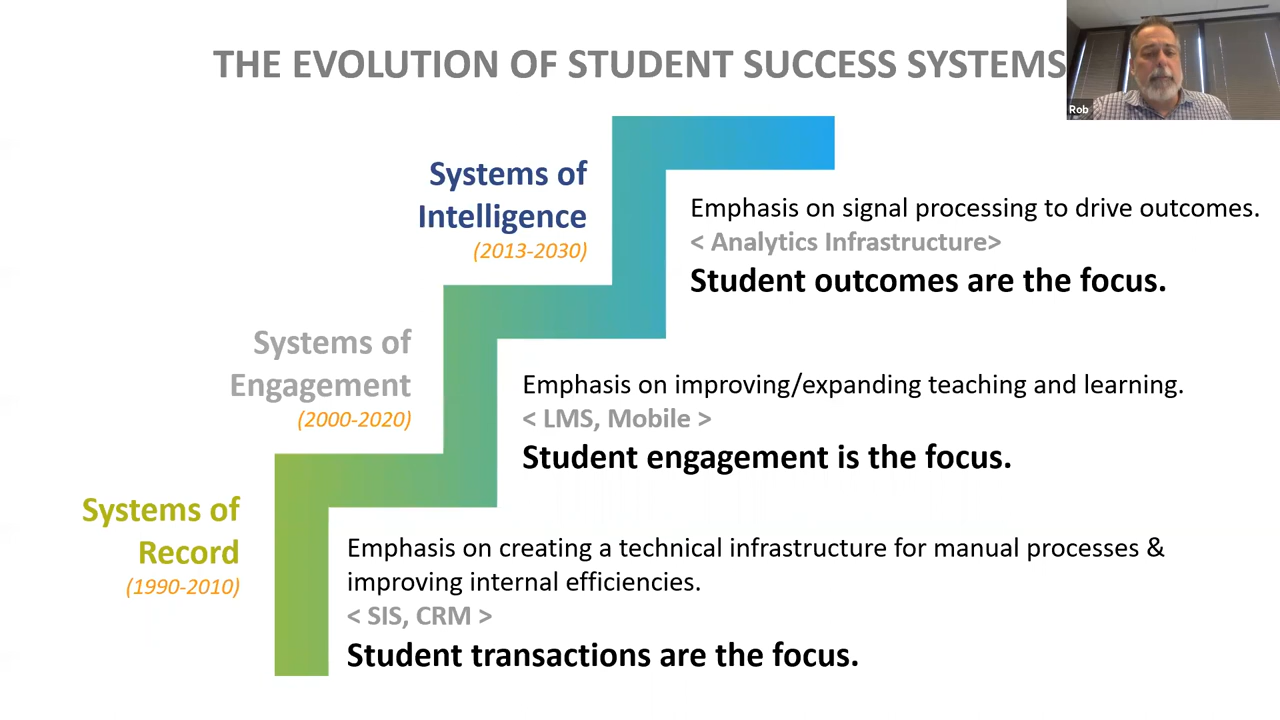 THE EVOLUTION OF STUDENT SUCCESS SYSTEMS
Rob
Systems of
Intelligence
(2013-2030)
Emphasis on signal processing to drive outcomes.
< Analytics Infrastructure>
Student outcomes are the focus.
Systems of
Engagement
(2000-2020)
Emphasis on improving/expanding teaching and learning.
< LMS, Mobile >
Student engagement is the focus.
Systems of
Record
(1990-2010)
Emphasis on creating a technical infrastructure for manual processes &
improving internal efficiencies.
< SIS, CRM >
Student transactions are the focus.